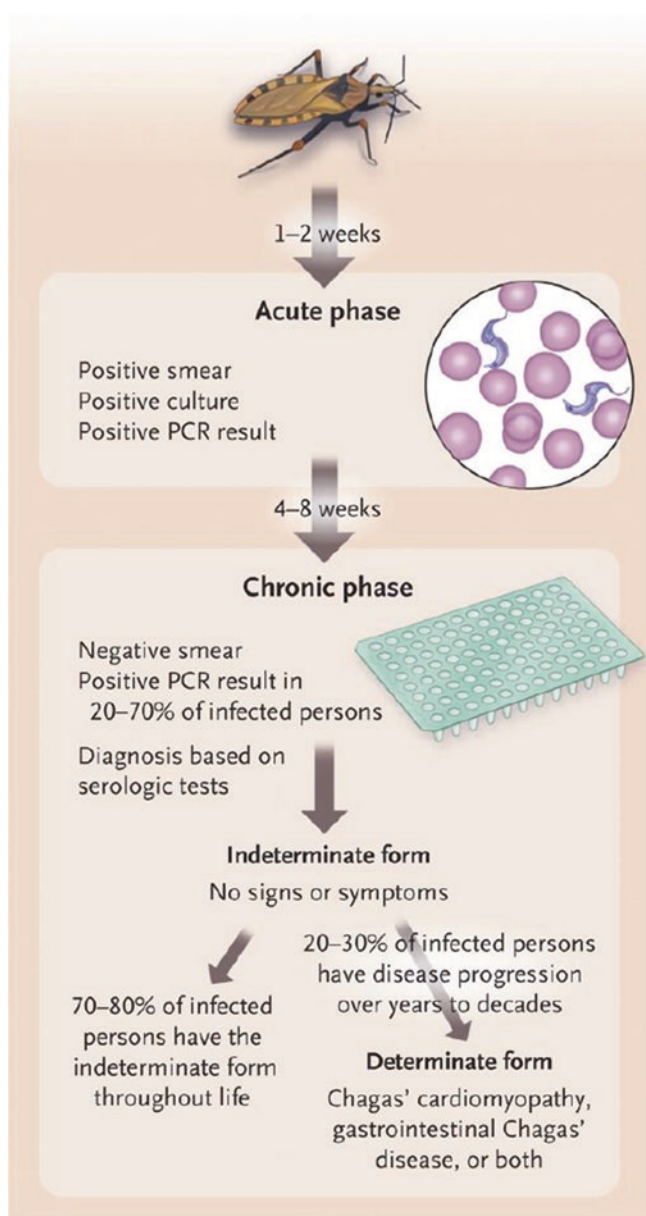 1–2 weeks
Acute phase
Positive smear
Positive culture
Positive PCR result
4–8 weeks
Chronic phase
Negative smear
Positive PCR result in
20–70% of infected persons
Diagnosis based on
serologic tests
Indeterminate form
No signs or symptoms
70–80% of infected
persons have the
indeterminate form
throughout life
20–30% of infected persons
have disease progression
over years to decades
Determinate form
Chagas’ cardiomyopathy,
gastrointestinal Chagas’
disease, or both